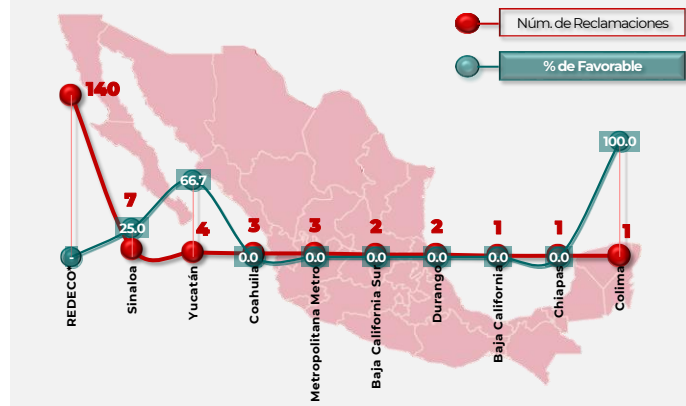 Núm. de Reclamaciones
% de Favorable
140
7
4
3
3
2
2
1
1
1
-
25.0
66.7
0.0
0.0
0.0
0.0
0.0
0.0
100.0
REDECO*
Sinaloa
Yucatán
Coahuila
Metropolitana Metro
Baja California Sur
Durango
Baja California
Chiapas
Colima